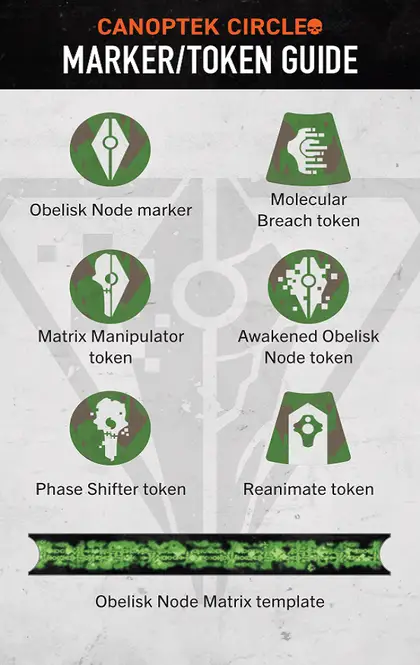 CANOPTEK CIRCLE
MARKER/TOKEN GUIDE
Obelisk Node marker
Molecular
Breach token
Matrix Manipulator
token
Awakened Obelisk
Node token
Phase Shifter token
Reanimate token
Obelisk Node Matrix template